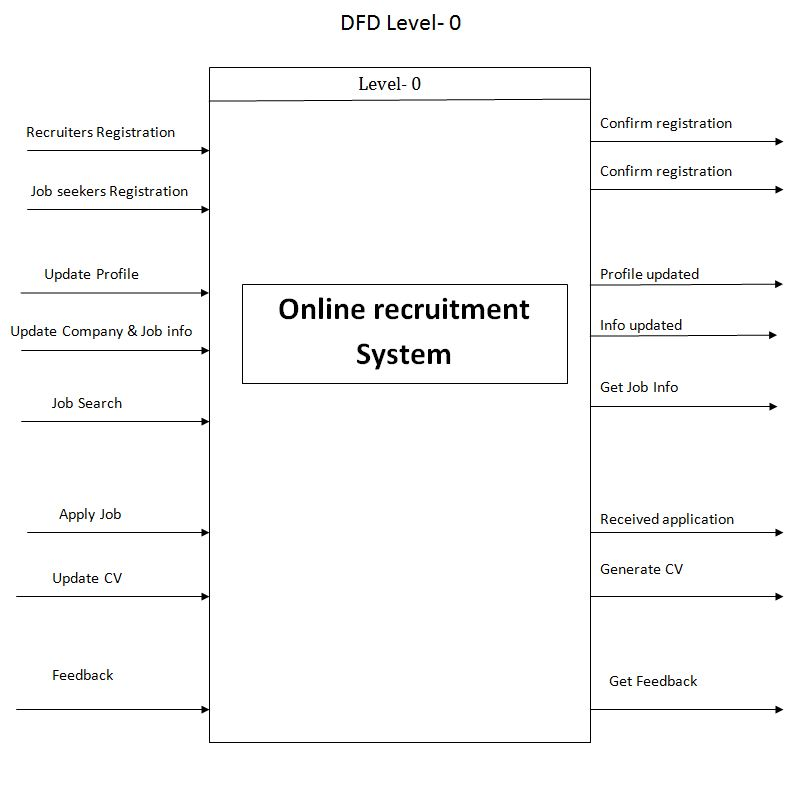 DFD Level- 0
Level- 0
Recruiters Registration
Confirm registration
Job seekers Registration
Confirm registration
Update Profile
Profile updated
Online recruitment
System
Update Company & Job info
Info updated
Job Search
Get Job Info
Apply Job
Received application
Update CV
Generate CV
Feedback
Get Feedback